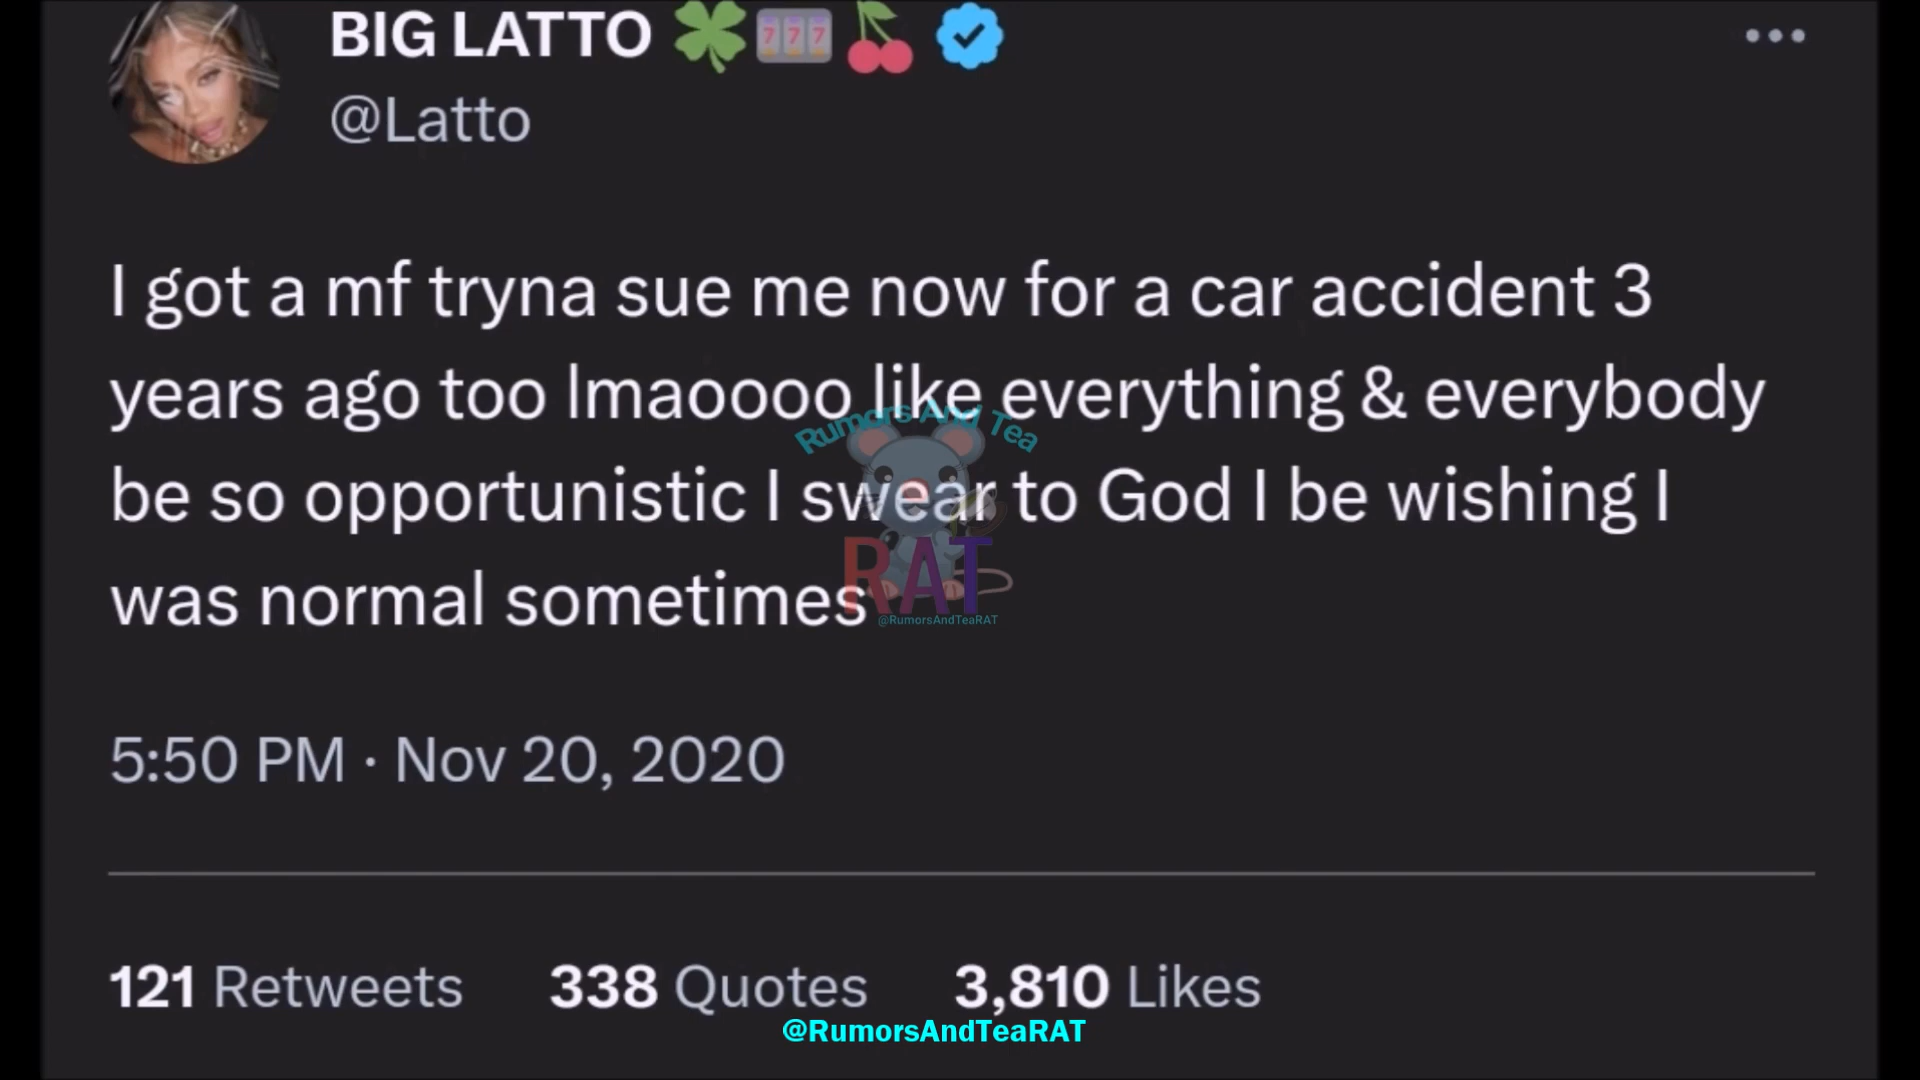 BIG LATTO 🍀🎰🍒
@Latto
I got a mf tryna sue me now for a car accident 3
years ago too lmaoooo like everything & everybody
be so opportunistic I swear to God I be wishing I
was normal sometimes
Rumors And Tea
RAT
@RumorsAndTeaRAT
5:50 PM · Nov 20, 2020
121 Retweets 338 Quotes 3,810 Likes
@RumorsAndTeaRAT